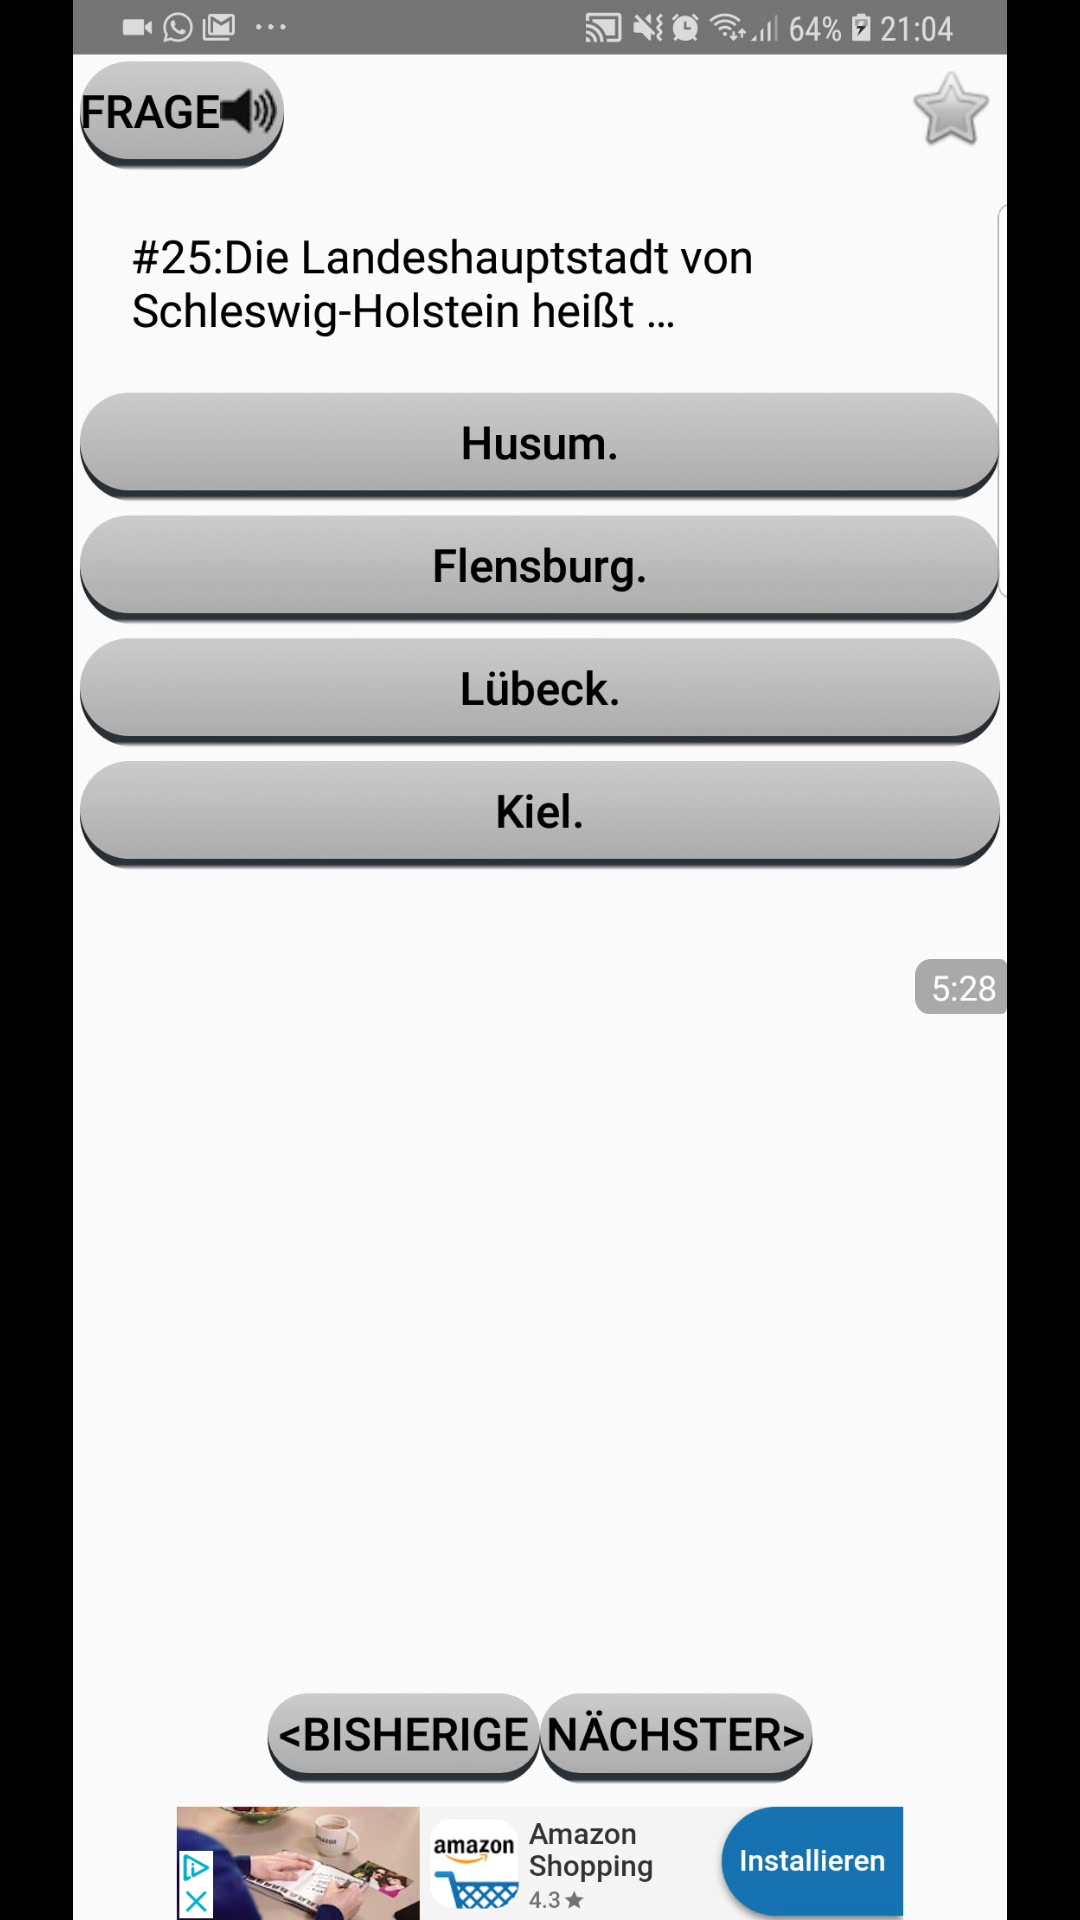 64% 21:04
FRAGE
#25:Die Landeshauptstadt von
Schleswig-Holstein heißt ...
Husum.
Flensburg.
Lübeck.
Kiel.
5:28
<BISHERIGE NÄCHSTER>
amazon
Amazon
Shopping
4.3★
Installieren